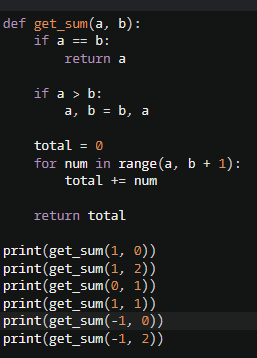 def get_sum(a, b):
    if a == b:
        return a

    if a > b:
        a, b = b, a

    total = 0
    for num in range(a, b + 1):
        total += num

    return total

print(get_sum(1, 0))
print(get_sum(1, 2))
print(get_sum(0, 1))
print(get_sum(1, 1))
print(get_sum(-1, 0))
print(get_sum(-1, 2))